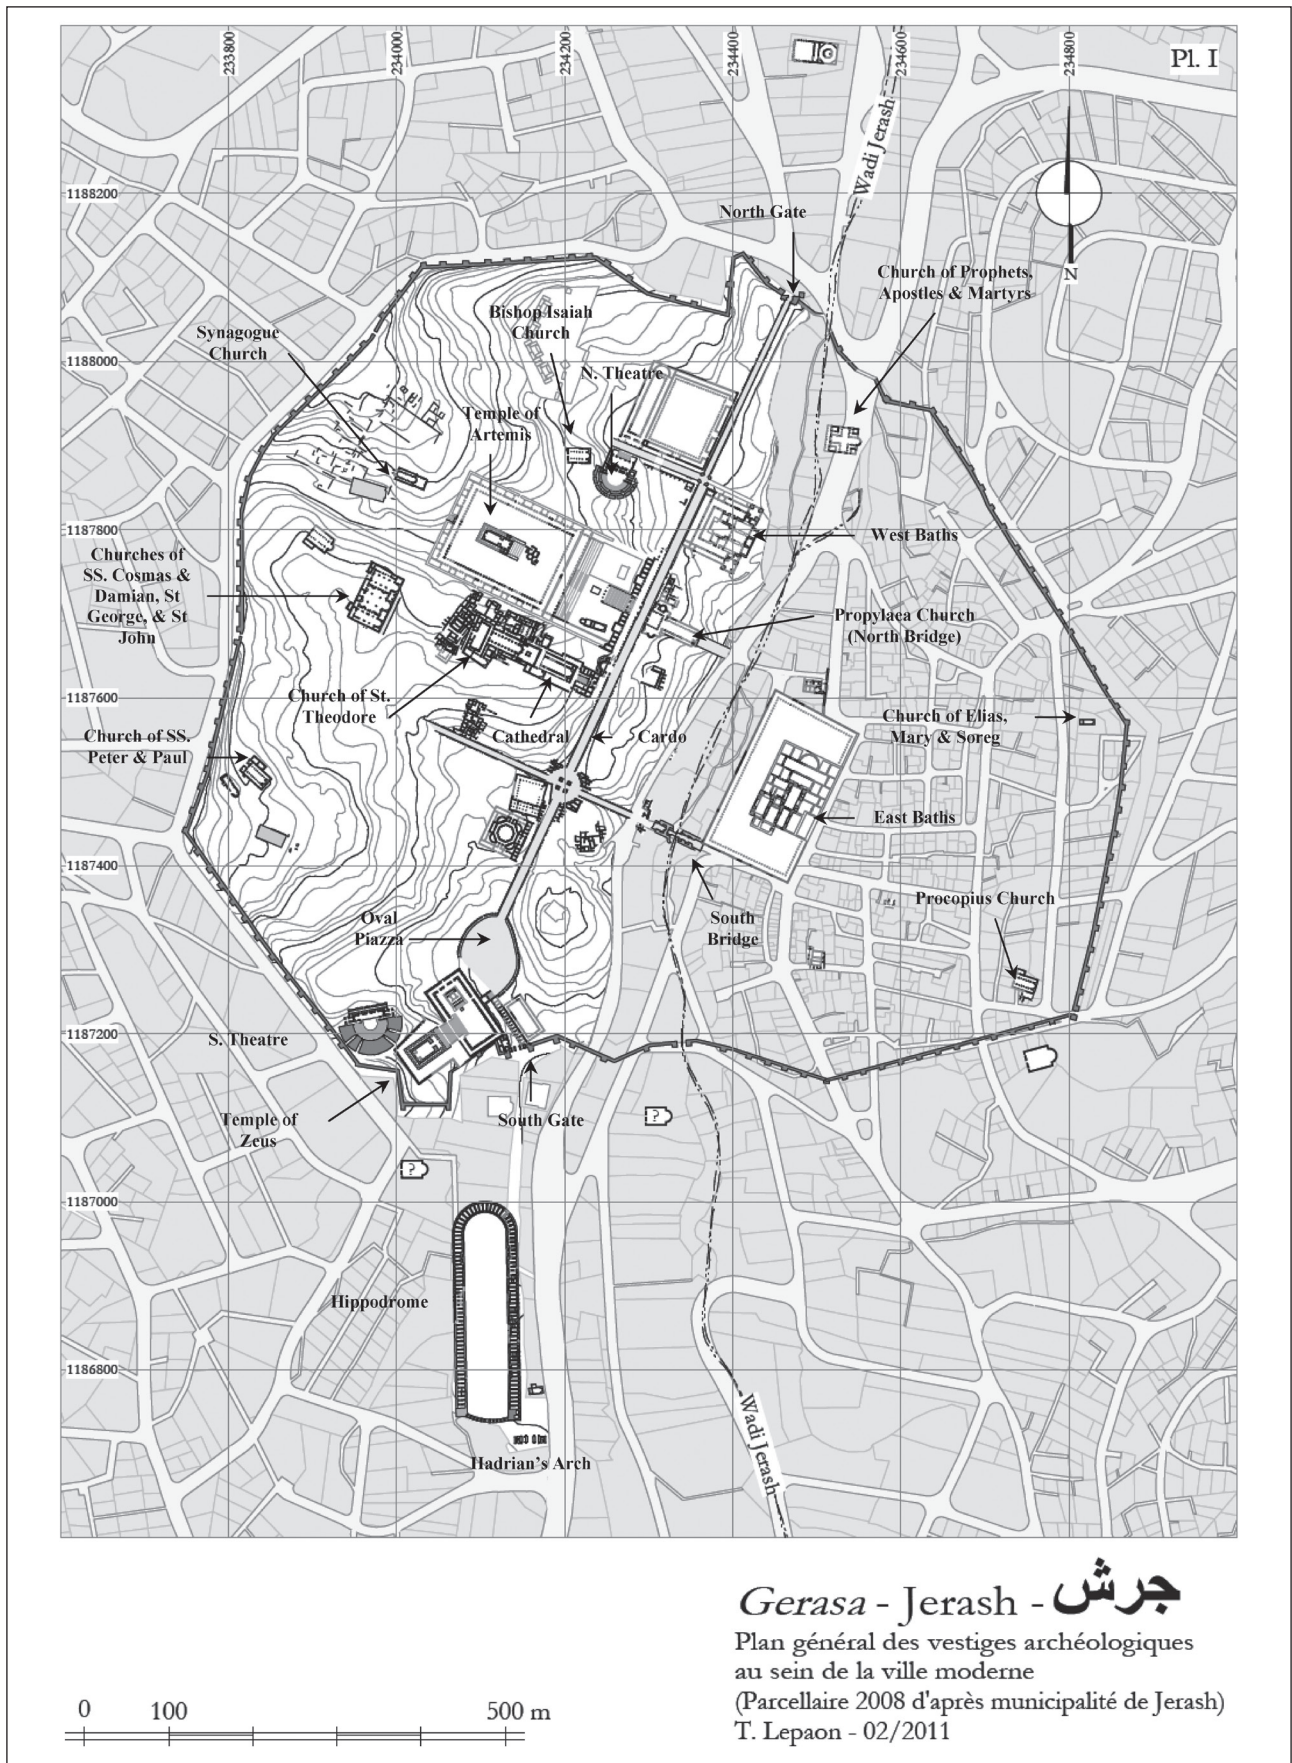 Pl. I
233800
234000
234200
234400
234600
234800
Wadi Jerash
1188200
North Gate
N
Church of Prophets,
Apostles & Martyrs
Bishop Isaiah
Church
Synagogue
Church
1188000
N. Theatre
Temple of
Artemis
1187800
West Baths
Churches of
SS. Cosmas &
Damian, St
George, & St
John
Propylaea Church
(North Bridge)
1187600
Church of St.
Theodore
Church of Elias,
Mary & Soreg
Church of SS.
Peter & Paul
Cathedral
Cardo
East Baths
1187400
Procopius Church
Oval
Piazza
South
Bridge
1187200
S. Theatre
Temple of
Zeus
South Gate
?
?
1187000
Hippodrome
1186800
Wadi Jerash
Hadrian's Arch
Gerasa - Jerash - جرش
Plan général des vestiges archéologiques
au sein de la ville moderne
(Parcellaire 2008 d'après municipalité de Jerash)
T. Lepaon - 02/2011
0 100 500 m